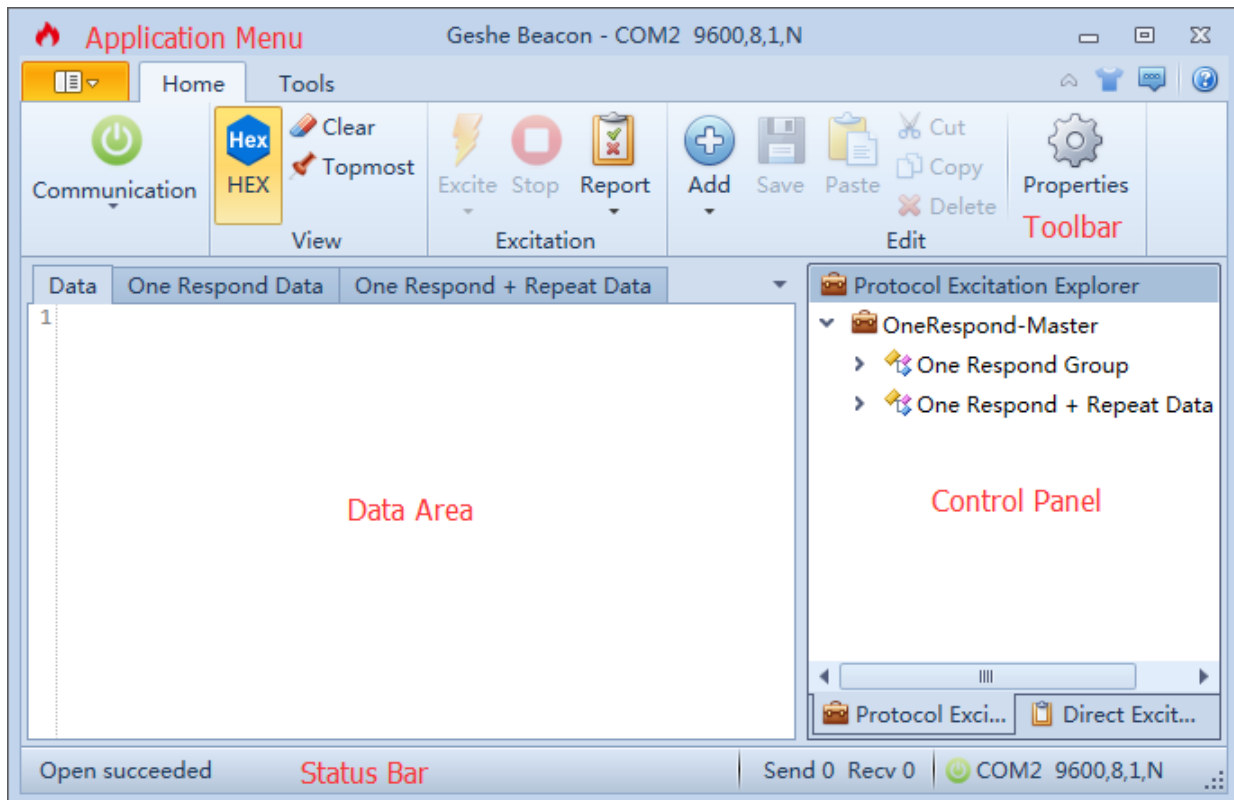 Application Menu
Geshe Beacon - COM2 9600,8,1,N
Home
Tools
Communication
Hex
HEX
Clear
Topmost
View
Excite
Stop
Report
Excitation
Add
Save
Paste
Cut
Copy
Delete
Edit
Properties
Toolbar
Data
One Respond Data
One Respond + Repeat Data
1
Data Area
Protocol Excitation Explorer
OneRespond-Master
One Respond Group
One Respond + Repeat Data
Control Panel
Protocol Exci...
Direct Excit...
Open succeeded
Status Bar
Send 0 Recv 0
COM2 9600,8,1,N